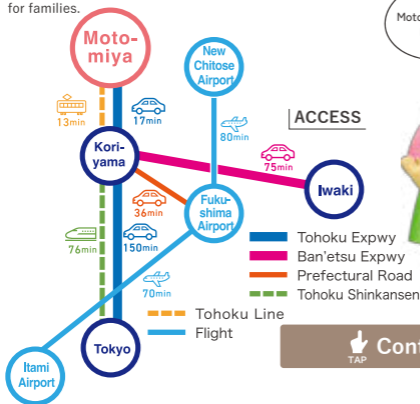 for families.
Moto-
miya
New
Chitose
Airport
13min
17min
80min
ACCESS
Kori-
yama
75min
Iwaki
36min
Fuku-
shima
Airport
76min
150min
Tohoku Expwy
Ban'etsu Expwy
Prefectural Road
Tohoku Shinkansen
70min
Tohoku Line
Flight
Tokyo
Itami
Airport
TAP